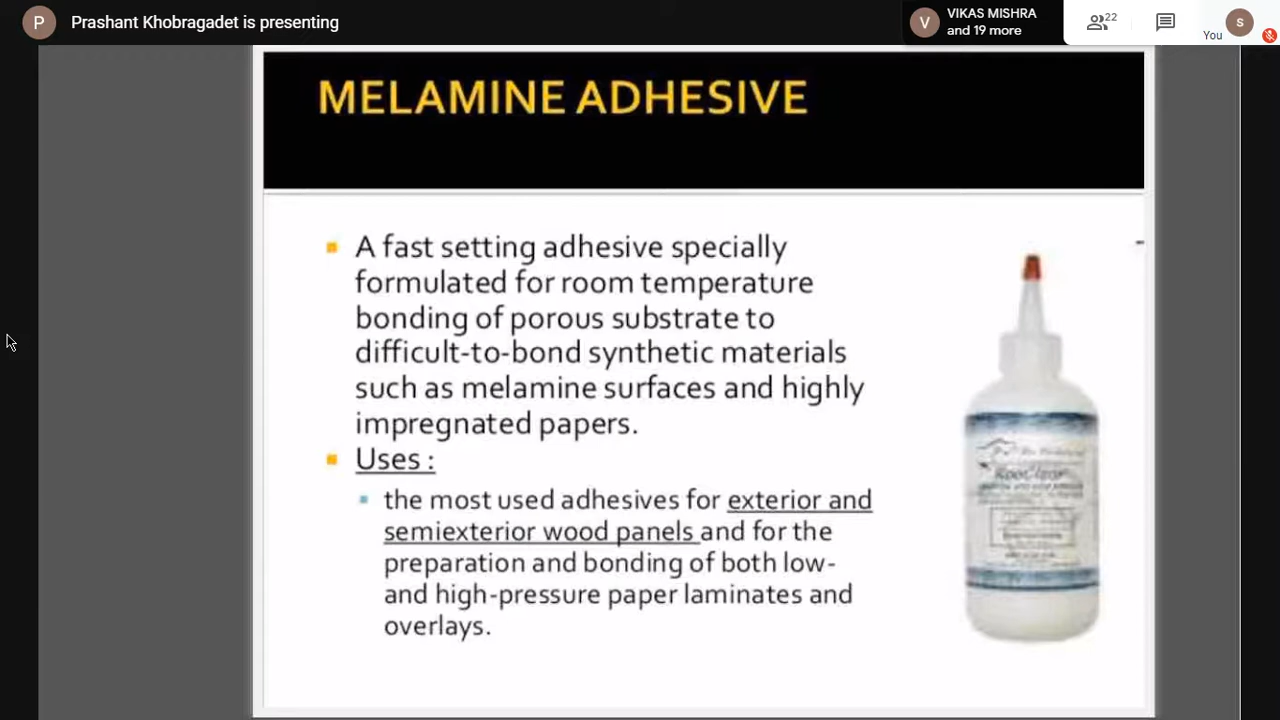 P
Prashant Khobragadet is presenting
V
VIKAS MISHRA
and 19 more
22
You
S
MELAMINE ADHESIVE
A fast setting adhesive specially
formulated for room temperature
bonding of porous substrate to
difficult-to-bond synthetic materials
such as melamine surfaces and highly
impregnated papers.
Uses :
the most used adhesives for exterior and
semiexterior wood panels and for the
preparation and bonding of both low-
and high-pressure paper laminates and
overlays.